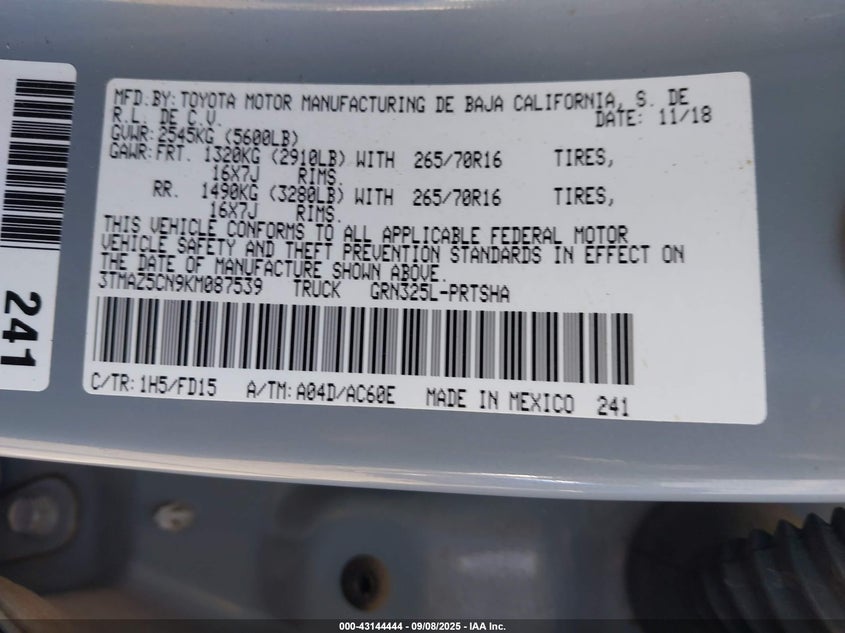 MFD.BY:TOYOTA MOTOR MANUFACTURING DE BAJA CALIFORNIA, S. DE
R.L. DE C.V. DATE: 11/18
GVWR:2545KG (5600LB)
GAWR:FRT. 1320KG (2910LB) WITH 265/70R16 TIRES,
16X7J RIMS.
RR. 1490KG (3280LB) WITH 265/70R16 TIRES,
16X7J RIMS.
THIS VEHICLE CONFORMS TO ALL APPLICABLE FEDERAL MOTOR
VEHICLE SAFETY AND THEFT PREVENTION STANDARDS IN EFFECT ON
THE DATE OF MANUFACTURE SHOWN ABOVE.
3TMAZ5CN9KM087539 TRUCK GRN325L-PRTSHA
C/TR:1H5/FD15 A/TM:A04D/AC60E MADE IN MEXICO 241
241
000-43144444 - 09/08/2025 - IAA Inc.